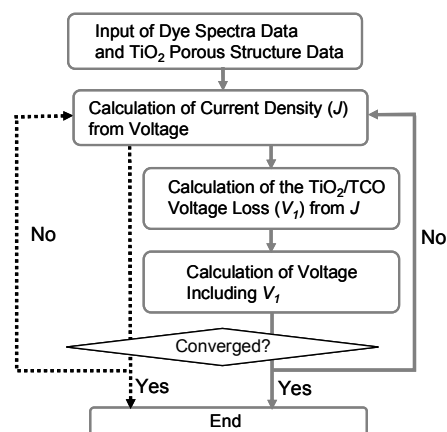 Input of Dye Spectra Data
and TiO2 Porous Structure Data
Calculation of Current Density (J)
from Voltage
Calculation of the TiO2/TCO
Voltage Loss (V1) from J
No
No
Calculation of Voltage
Including V1
Converged?
Yes
Yes
End